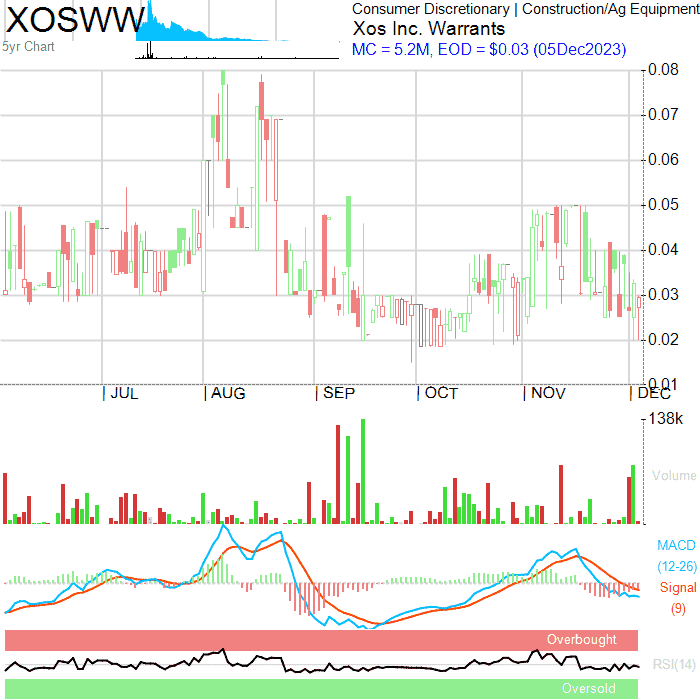 XOSWW
5yr Chart
Consumer Discretionary | Construction/Ag Equipment
Xos Inc. Warrants
MC = 5.2M, EOD = $0.03 (05Dec2023)
0.08
0.07
0.06
0.05
0.04
0.03
0.02
0.01
| JUL | AUG | SEP | OCT | NOV | DEC
138k
Volume
MACD
(12-26)
Signal
(9)
Overbought
RSI(14)
Oversold